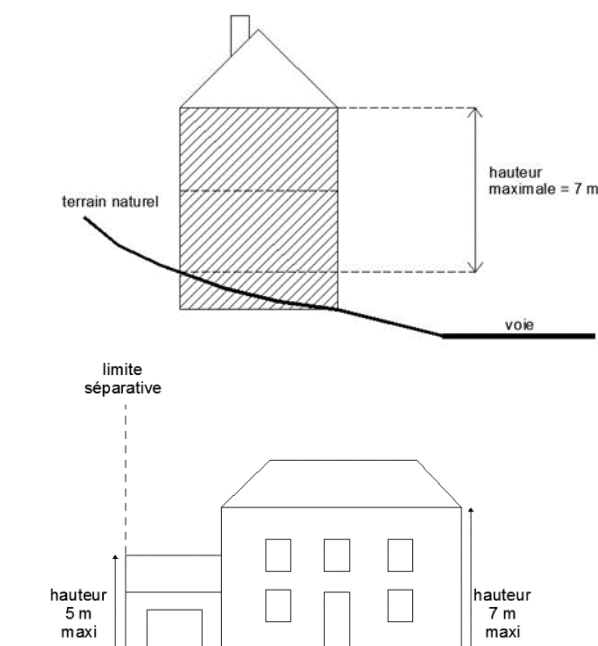 hauteur
maximale = 7 m
terrain naturel
voie
limite
séparative
hauteur
5 m
maxi
hauteur
7 m
maxi